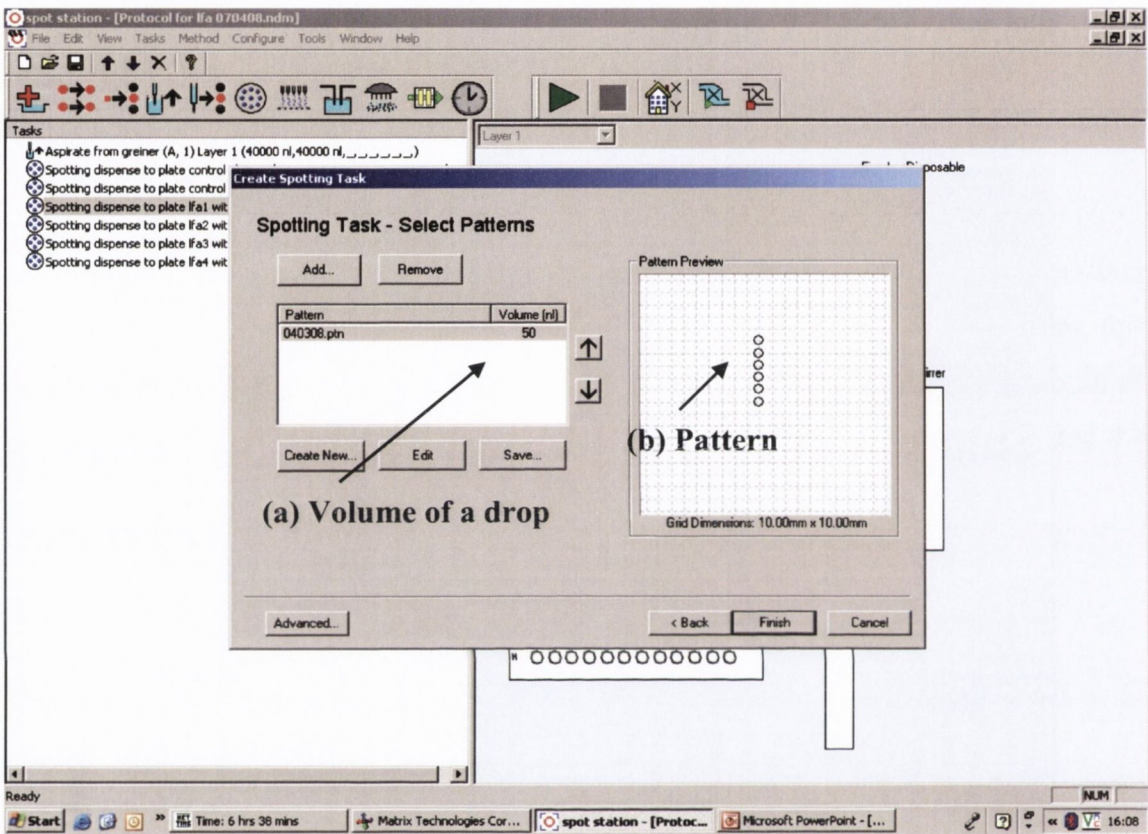 spot station - [Protocol for lfa 070408.ndm]
File Edit View Tasks Method Configure Tools Window Help
Tasks
Layer 1
Aspirate from greiner (A, 1) Layer 1 (40000 nl,40000 nl,_,_,_,_,_,_)
Spotting dispense to plate control
Spotting dispense to plate control
Spotting dispense to plate lfa1 wit
Spotting dispense to plate lfa2 wit
Spotting dispense to plate lfa3 wit
Spotting dispense to plate lfa4 wit
posable
Create Spotting Task
Spotting Task - Select Patterns
Add... Remove
Pattern Volume (nl)
040308.ptn 50
Create New... Edit Save...
(a) Volume of a drop
Pattern Preview
(b) Pattern
Grid Dimensions: 10.00mm x 10.00mm
irrer
Advanced... < Back Finish Cancel
H
Ready
NUM
Start » Time: 6 hrs 38 mins Matrix Technologies Cor... spot station - [Protoc... Microsoft PowerPoint - [... « 16:08